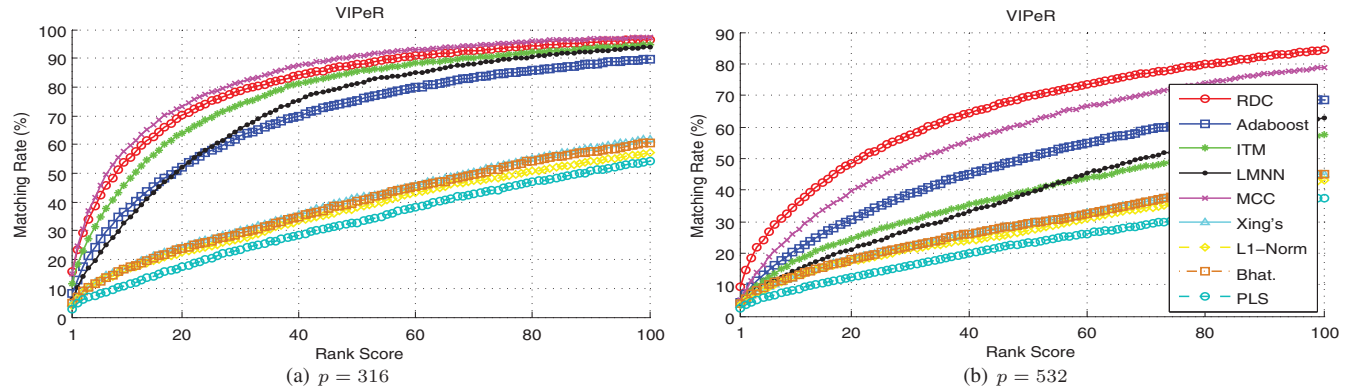 VIPeR
100
90
80
70
60
50
40
30
20
10
0
Matching Rate (%)
1 20 40 60 80 100
Rank Score
(a) p = 316
VIPeR
90
80
70
60
50
40
30
20
10
0
Matching Rate (%)
1 20 40 60 80 100
Rank Score
RDC
Adaboost
ITM
LMNN
MCC
Xing's
L1–Norm
Bhat.
PLS
(b) p = 532